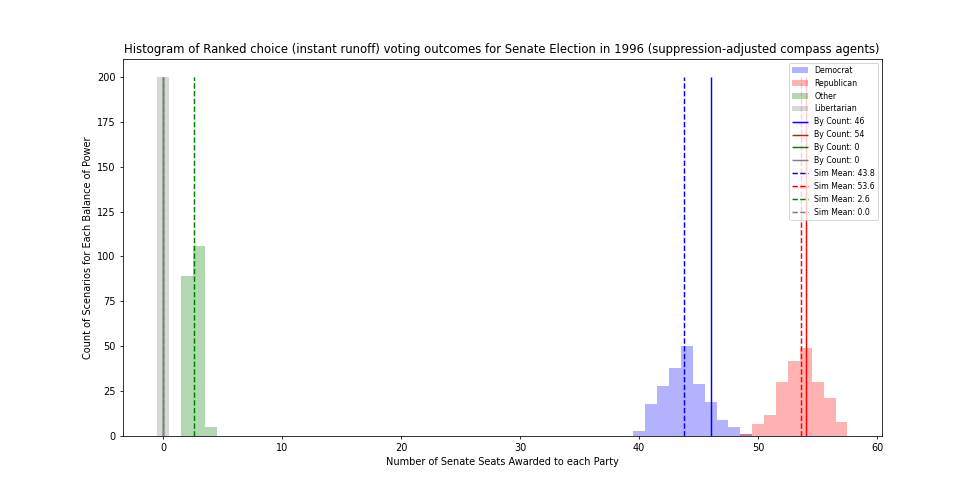 Histogram of Ranked choice (instant runoff) voting outcomes for Senate Election in 1996 (suppression-adjusted compass agents)
Count of Scenarios for Each Balance of Power
200
175
150
125
100
75
50
25
0
Democrat
Republican
Other
Libertarian
By Count: 46
By Count: 54
By Count: 0
By Count: 0
Sim Mean: 43.8
Sim Mean: 53.6
Sim Mean: 2.6
Sim Mean: 0.0
0 10 20 30 40 50 60
Number of Senate Seats Awarded to each Party